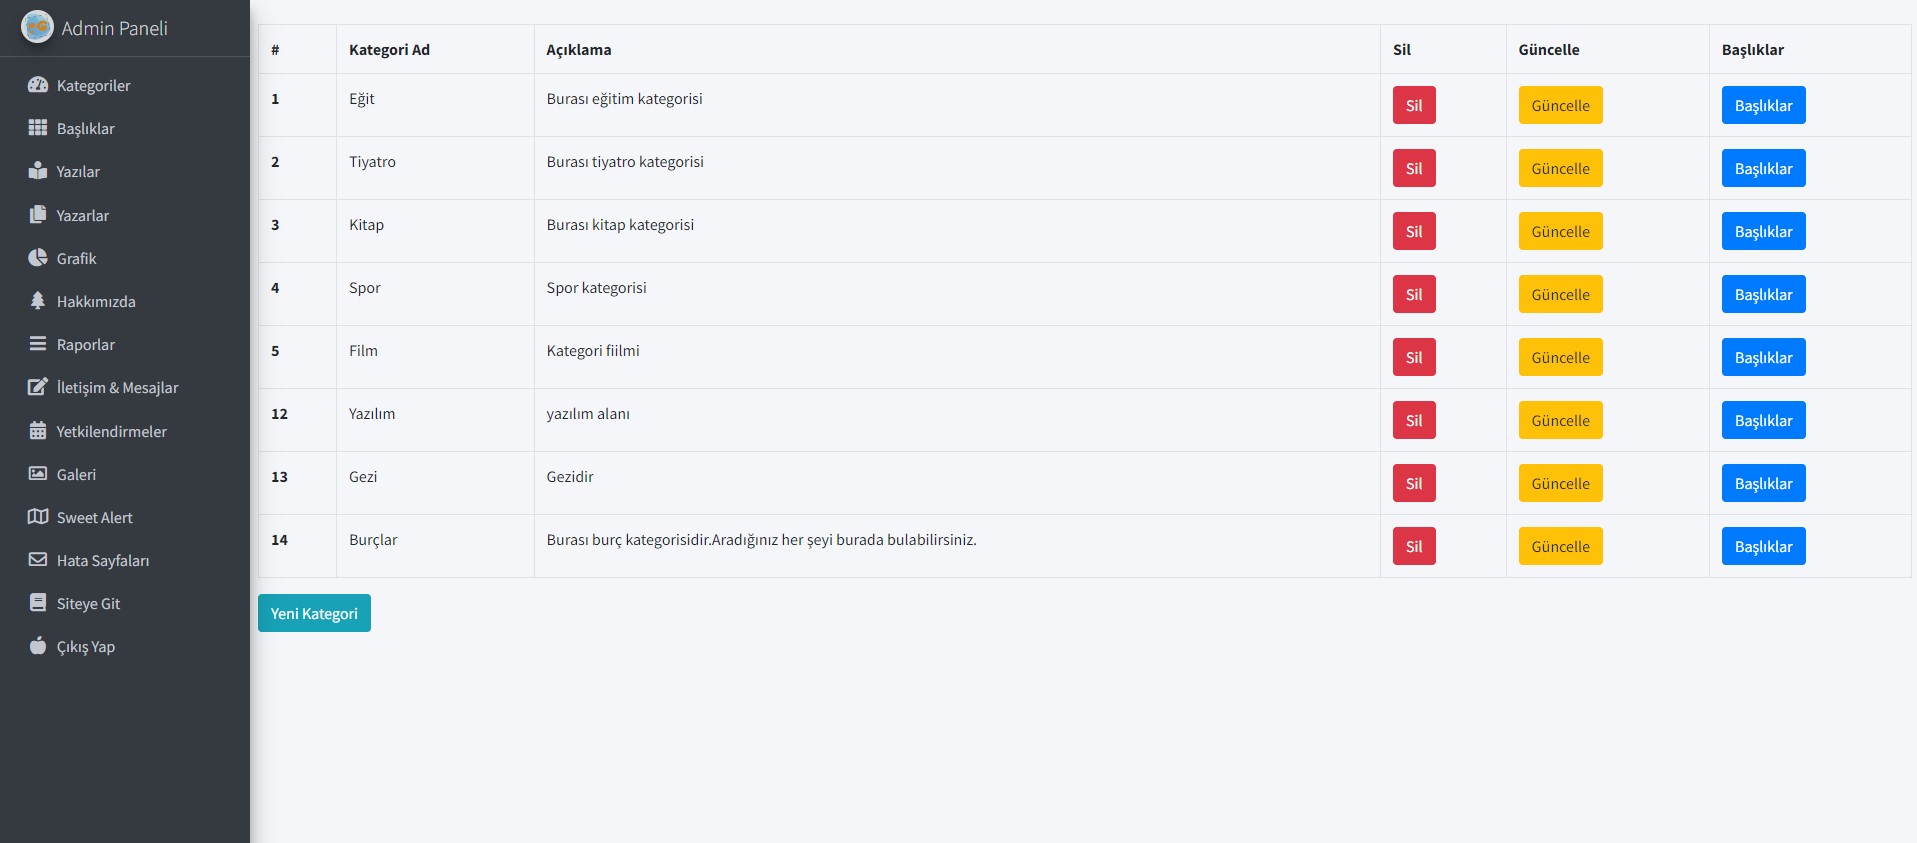 Admin Paneli
Kategoriler
Başlıklar
Yazılar
Yazarlar
Grafik
Hakkımızda
Raporlar
İletişim & Mesajlar
Yetkilendirmeler
Galeri
Sweet Alert
Hata Sayfaları
Siteye Git
Çıkış Yap
# Kategori Ad Açıklama Sil Güncelle Başlıklar
1 Eğit Burası eğitim kategorisi Sil Güncelle Başlıklar
2 Tiyatro Burası tiyatro kategorisi Sil Güncelle Başlıklar
3 Kitap Burası kitap kategorisi Sil Güncelle Başlıklar
4 Spor Spor kategorisi Sil Güncelle Başlıklar
5 Film Kategori fiilmi Sil Güncelle Başlıklar
12 Yazılım yazılım alanı Sil Güncelle Başlıklar
13 Gezi Gezidir Sil Güncelle Başlıklar
14 Burçlar Burası burç kategorisidir.Aradığınız her şeyi burada bulabilirsiniz. Sil Güncelle Başlıklar
Yeni Kategori